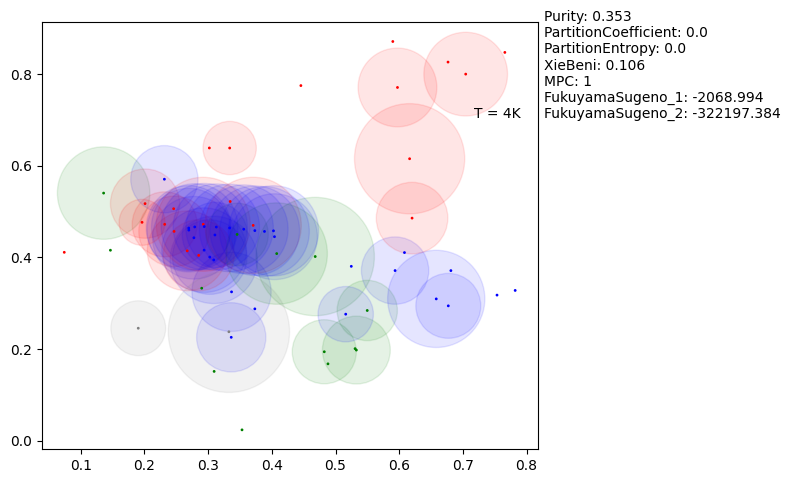 Purity: 0.353
PartitionCoefficient: 0.0
PartitionEntropy: 0.0
XieBeni: 0.106
MPC: 1
FukuyamaSugeno_1: -2068.994
FukuyamaSugeno_2: -322197.384
T = 4K
0.8
0.6
0.4
0.2
0.0
0.1 0.2 0.3 0.4 0.5 0.6 0.7 0.8